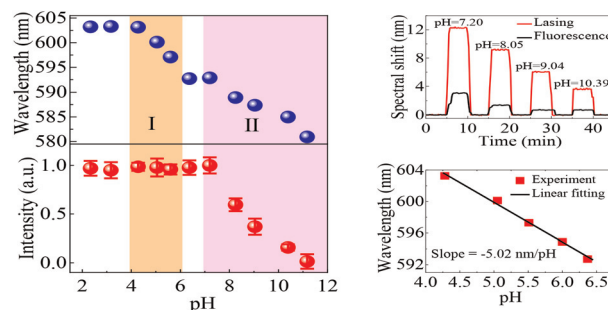 Wavelength (nm)
605
600
595
590
585
580
I
II
Intensity (a.u.)
1.0
0.5
0.0
2
4
6
8
10
12
pH
Spectral shift (nm)
12
8
4
0
Lasing
Fluorescence
pH=7.20
pH=8.05
pH=9.04
pH=10.39
0
10
20
30
40
Time (min)
Wavelength (nm)
604
600
596
592
Experiment
Linear fitting
Slope = -5.02 nm/pH
4.0
4.5
5.0
5.5
6.0
6.5
pH